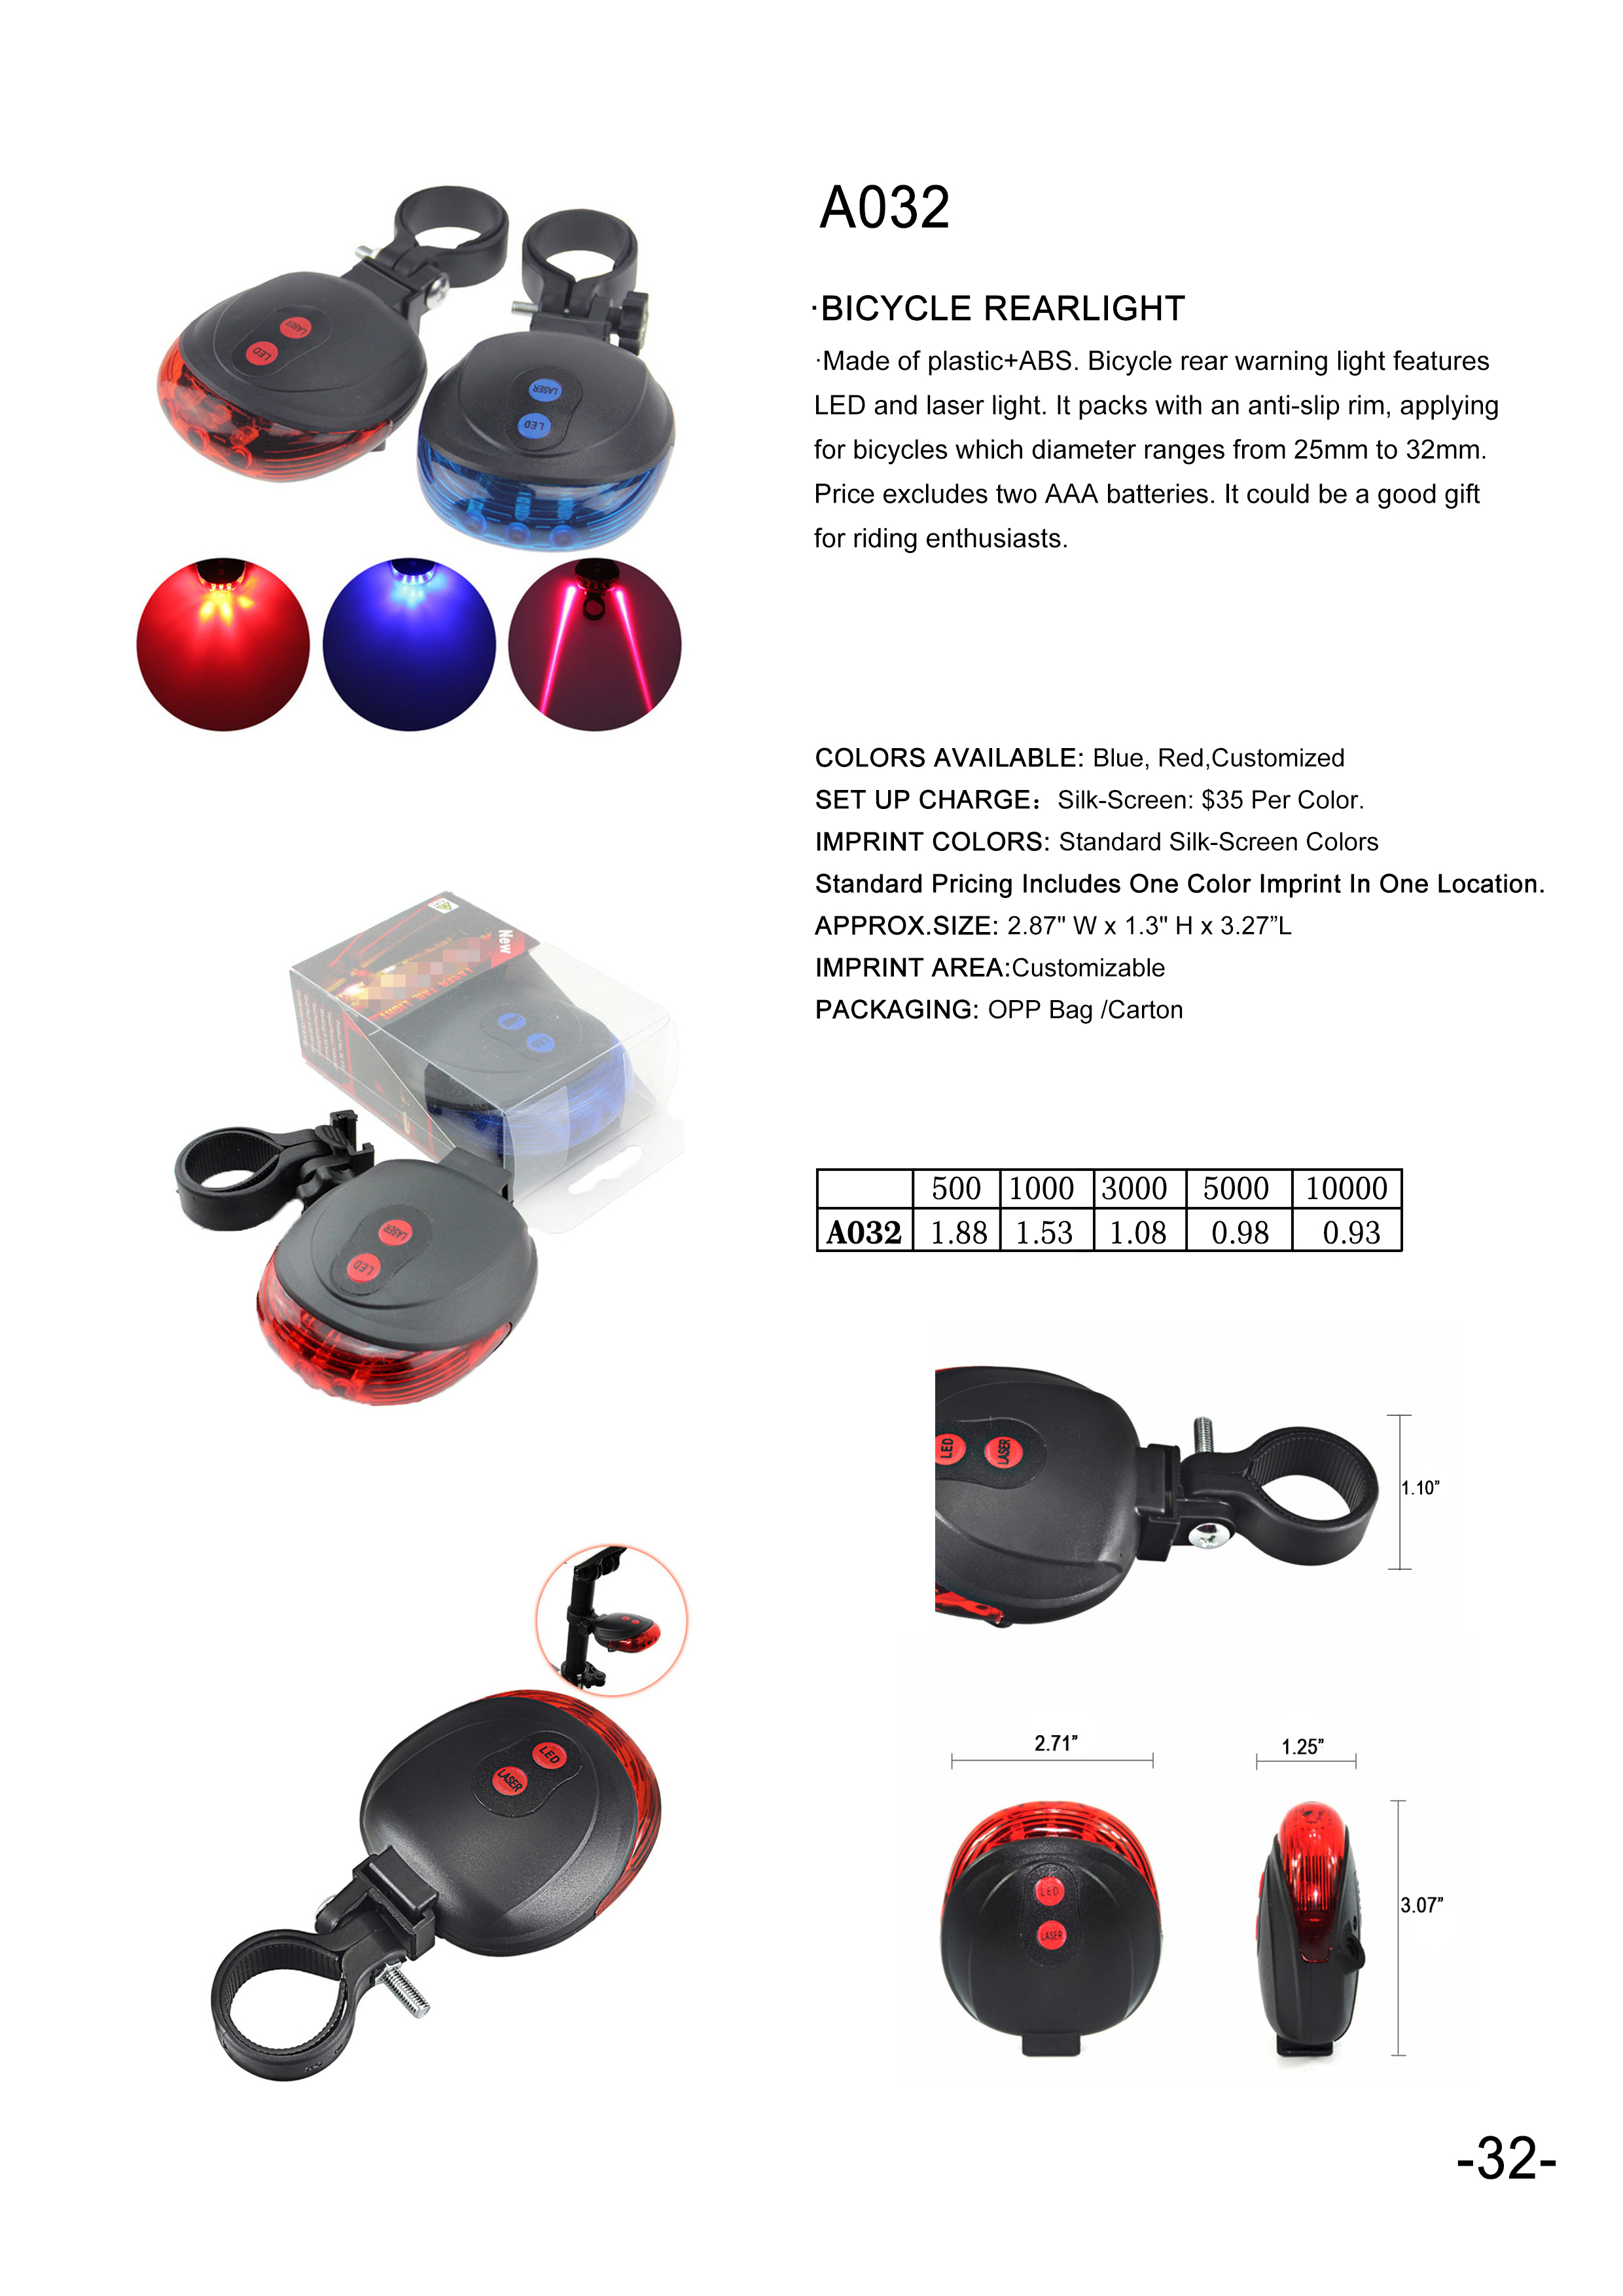 A032
·BICYCLE REARLIGHT
·Made of plastic+ABS. Bicycle rear warning light features
LED and laser light. It packs with an anti-slip rim, applying
for bicycles which diameter ranges from 25mm to 32mm.
Price excludes two AAA batteries. It could be a good gift
for riding enthusiasts.
LASER
LED
LASER
LED
COLORS AVAILABLE: Blue, Red,Customized
SET UP CHARGE：Silk-Screen: $35 Per Color.
IMPRINT COLORS: Standard Silk-Screen Colors
Standard Pricing Includes One Color Imprint In One Location.
APPROX.SIZE: 2.87" W x 1.3" H x 3.27”L
IMPRINT AREA:Customizable
PACKAGING: OPP Bag /Carton
New
LASER TAIL LIGHT
LED
LASER
LED
500 1000 3000 5000 10000
A032 1.88 1.53 1.08 0.98 0.93
LED
LASER
1.10”
LED
LASER
2.71”
1.25”
LED
LASER
3.07”
-32-